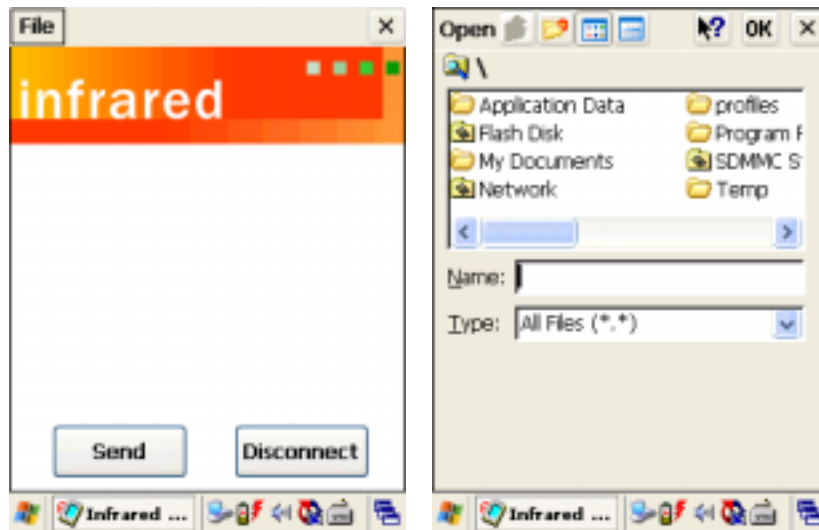 File
infrared
Send
Disconnect
Infrared ...
Open
OK
\
Application Data
profiles
Flash Disk
Program F
My Documents
SDMMC S
Network
Temp
Name:
Type:
All Files (*.*)
Infrared ...